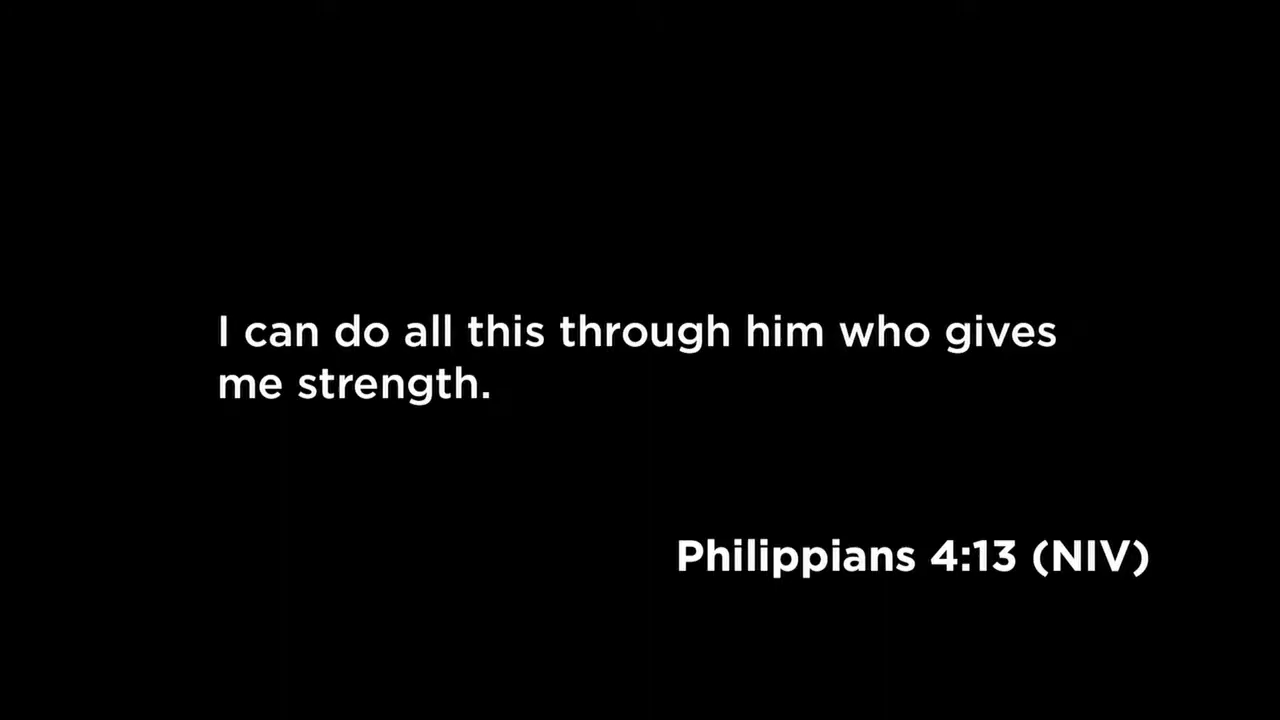 I can do all this through him who gives
me strength.
Philippians 4:13 (NIV)